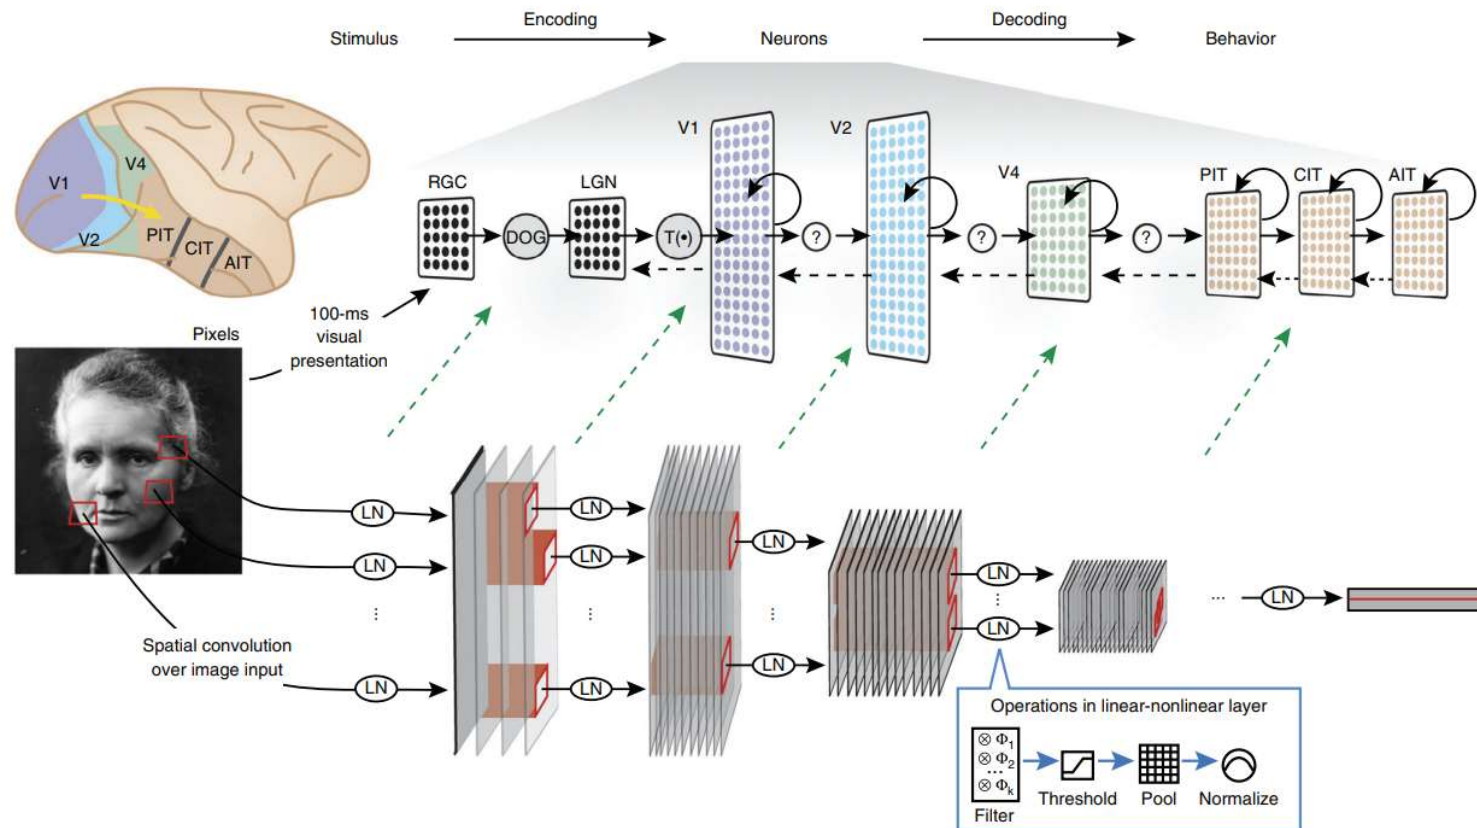 Stimulus
Encoding
Neurons
Decoding
Behavior
V1
V2
V4
PIT
CIT
AIT
RGC
DOG
LGN
T(•)
V1
?
V2
?
V4
?
PIT
CIT
AIT
100-ms
visual
presentation
Pixels
LN
LN
LN
LN
LN
LN
LN
LN
LN
LN
...
LN
...
...
...
...
Spatial convolution
over image input
Operations in linear-nonlinear layer
⊗ Φ1
⊗ Φ2
...
⊗ Φk
Filter
Threshold
Pool
Normalize